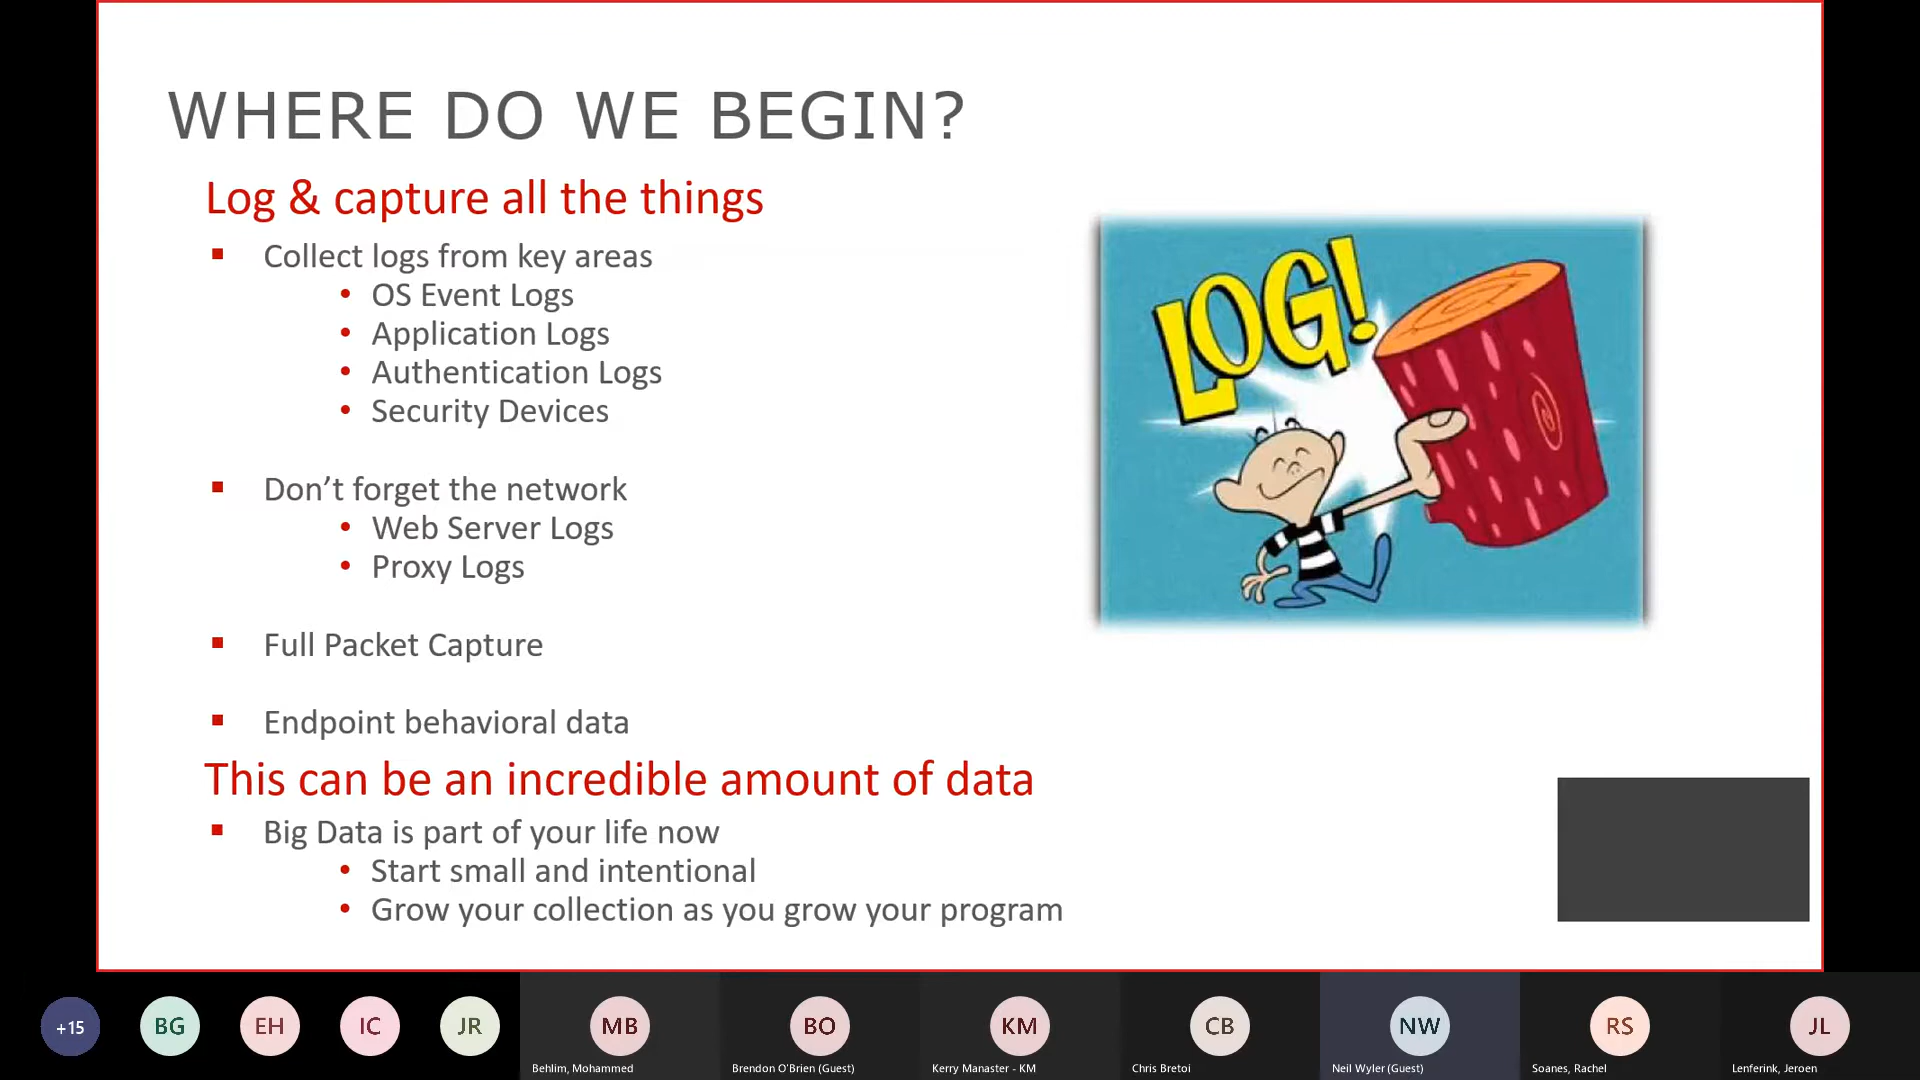 WHERE DO WE BEGIN?
Log & capture all the things
Collect logs from key areas
OS Event Logs
Application Logs
Authentication Logs
Security Devices
Don’t forget the network
Web Server Logs
Proxy Logs
Full Packet Capture
Endpoint behavioral data
This can be an incredible amount of data
Big Data is part of your life now
Start small and intentional
Grow your collection as you grow your program
LOG!
+15
BG
EH
IC
JR
MB
BO
KM
CB
NW
RS
JL
Behlim, Mohammed
Brendon O'Brien (Guest)
Kerry Manaster - KM
Chris Bretoi
Neil Wyler (Guest)
Soanes, Rachel
Lenferink, Jeroen